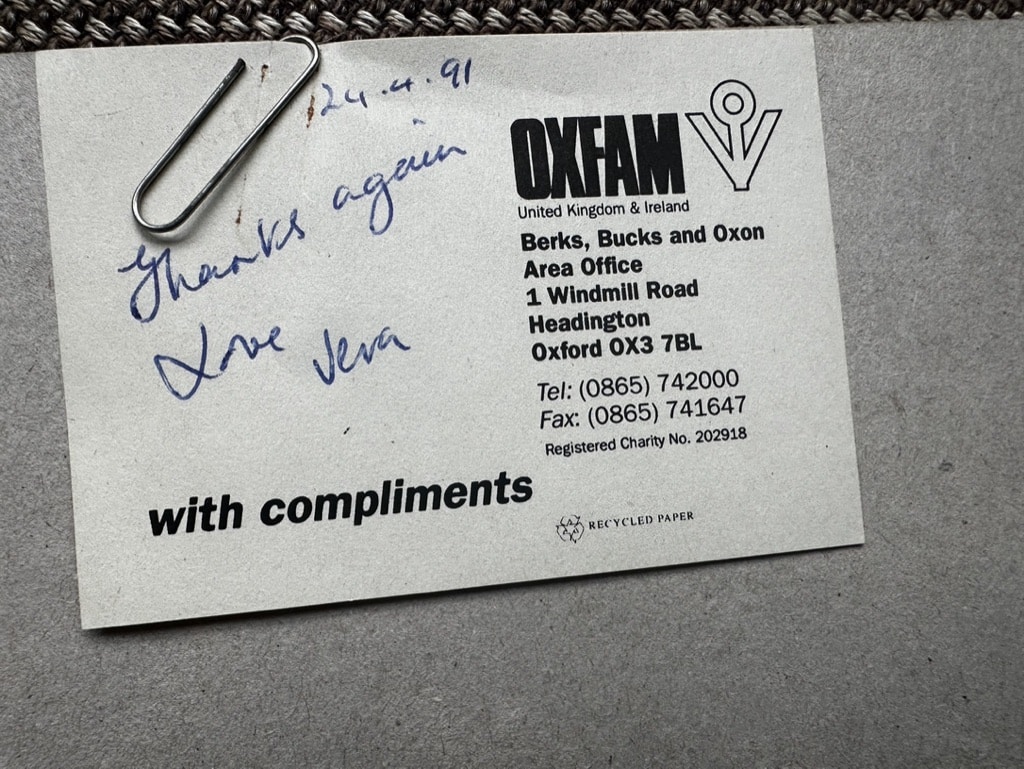 24.4.91
Thanks again
Love Vera
OXFAM
United Kingdom & Ireland
Berks, Bucks and Oxon
Area Office
1 Windmill Road
Headington
Oxford OX3 7BL
Tel: (0865) 742000
Fax: (0865) 741647
Registered Charity No. 202918
with compliments
RECYCLED PAPER